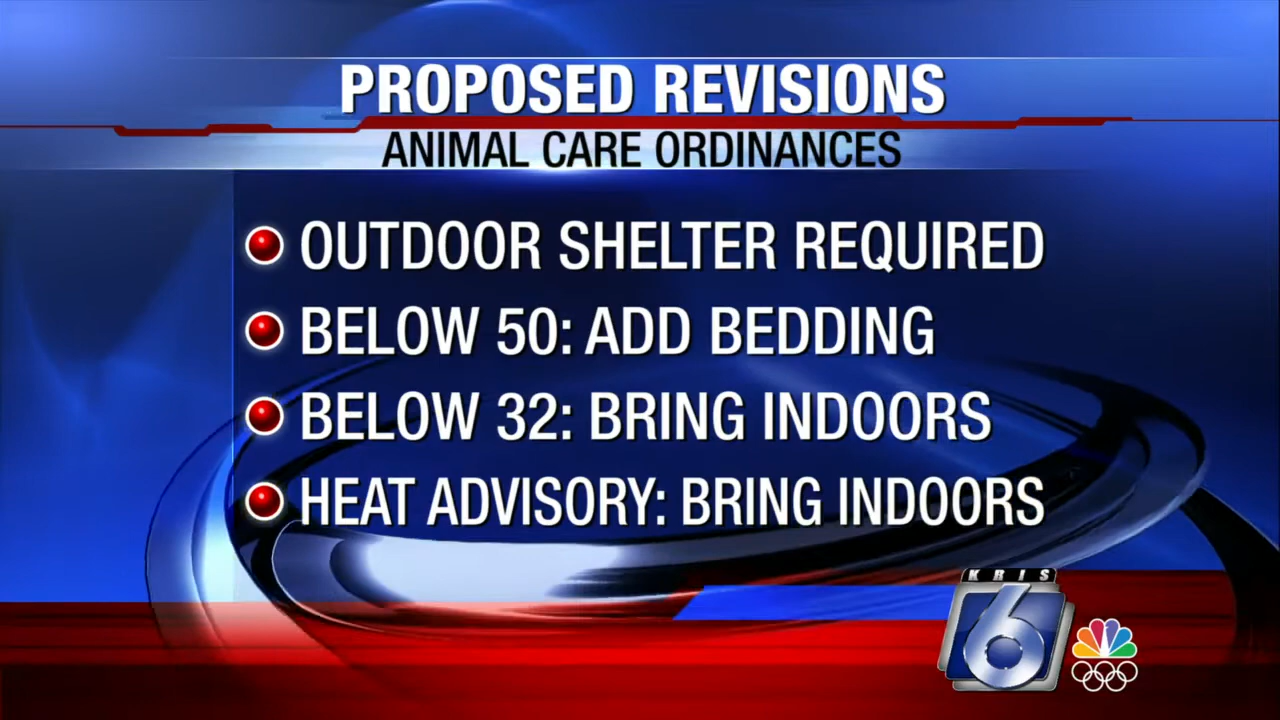 PROPOSED REVISIONS
ANIMAL CARE ORDINANCES
OUTDOOR SHELTER REQUIRED
BELOW 50: ADD BEDDING
BELOW 32: BRING INDOORS
HEAT ADVISORY: BRING INDOORS
KRIS
6